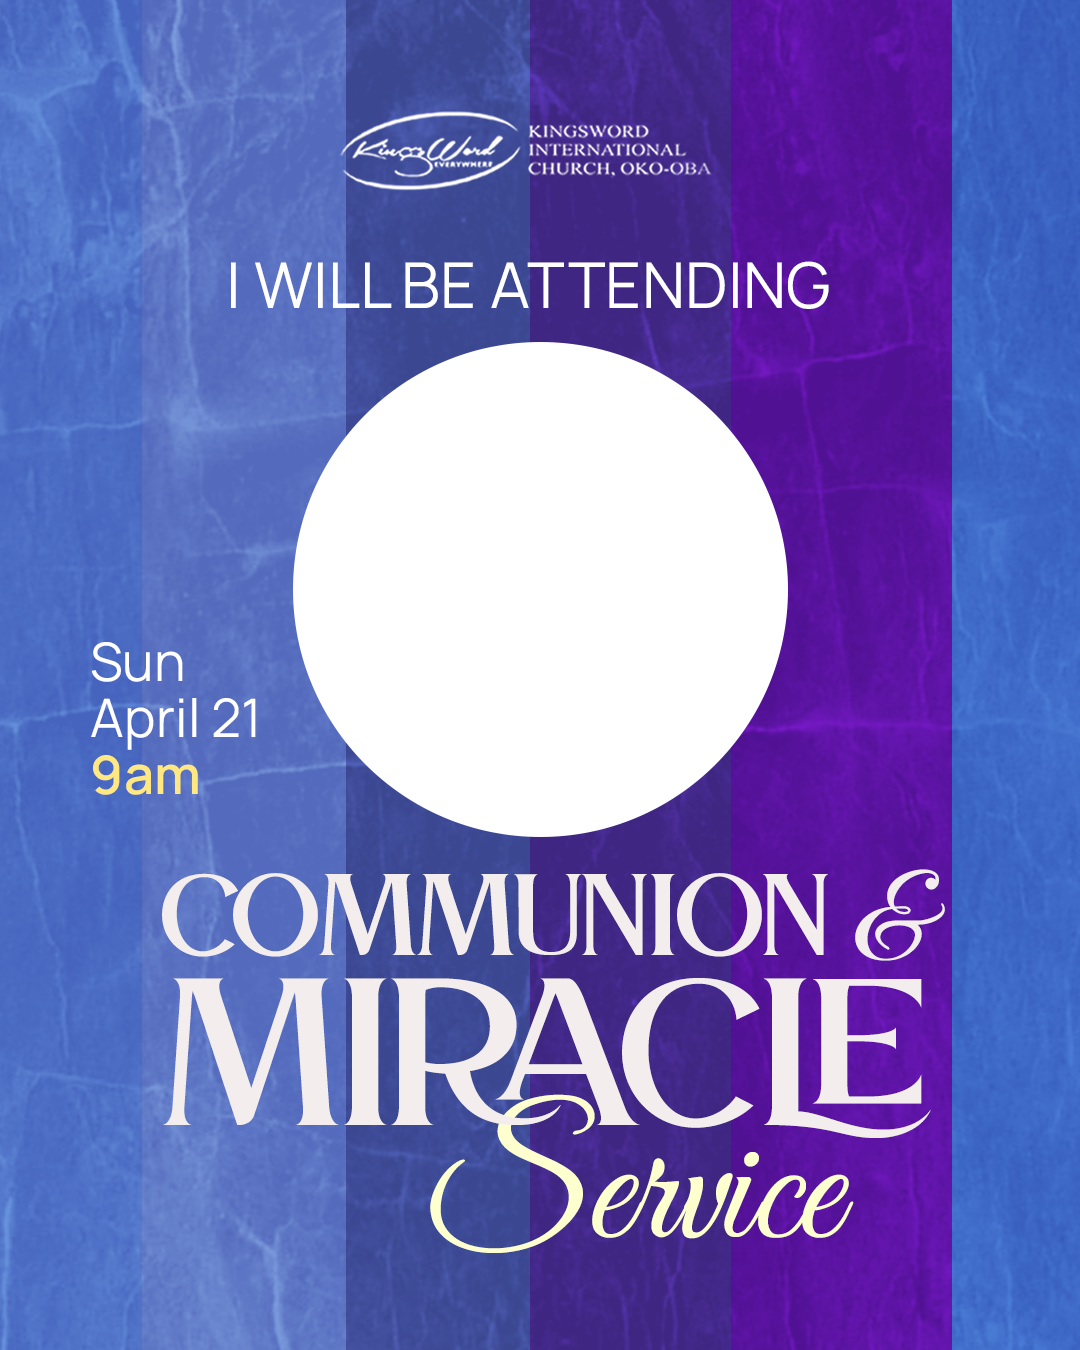 KingsWord
EVERYWHERE
KINGSWORD
INTERNATIONAL
CHURCH, OKO-OBA
I WILL BE ATTENDING
Sun
April 21
9am
COMMUNION &
MIRACLE
Service